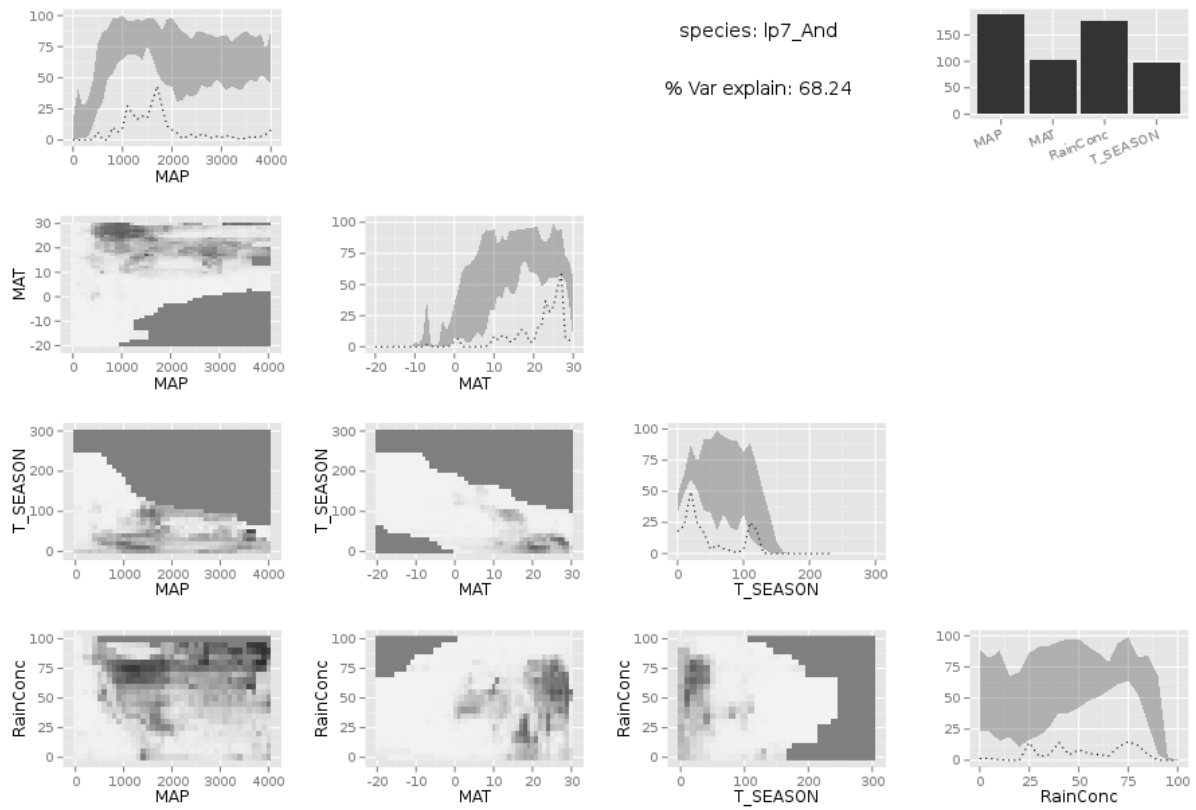 100
75
50
25
0
0 1000 2000 3000 4000
MAP
species: lp7_And
% Var explain: 68.24
150
100
50
0
MAP MAT RainConc T_SEASON
30
20
10
0
-10
-20
MAT
0 1000 2000 3000 4000
MAP
100
75
50
25
0
-20 -10 0 10 20 30
MAT
300
200
100
0
T_SEASON
0 1000 2000 3000 4000
MAP
300
200
100
0
T_SEASON
-20 -10 0 10 20 30
MAT
100
75
50
25
0
0 100 200 300
T_SEASON
100
75
50
25
0
RainConc
0 1000 2000 3000 4000
MAP
100
75
50
25
0
RainConc
-20 -10 0 10 20 30
MAT
100
75
50
25
0
RainConc
0 100 200 300
T_SEASON
100
75
50
25
0
0 25 50 75 100
RainConc